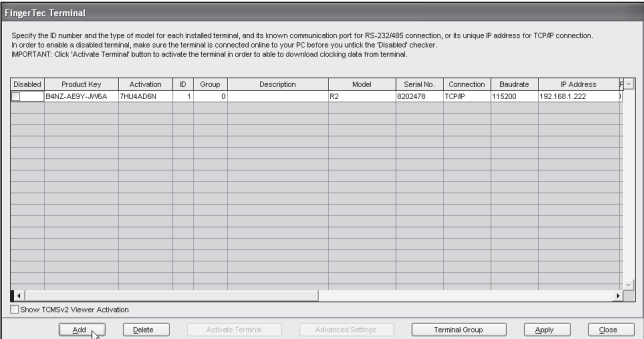 FingerTec Terminal
Specify the ID number and the type of model for each installed terminal, and its known communication port for RS-232/485 connection, or its unique IP address for TCP/IP connection.
In order to enable a disabled terminal, make sure the terminal is connected online to your PC before you untick the 'Disabled' checker.
IMPORTANT: Click 'Activate Terminal' button to activate the terminal in order to able to download clocking data from terminal.
Disabled Product Key Activation ID Group Description Model Serial No. Connection Baudrate IP Address
B4NZ-AE9Y-JW6A 7HU4AD6N 1 0 R2 8202478 TCP/IP 115200 192.168.1.222
Show TCMSv2 Viewer Activation
Add Delete Activate Terminal Advanced Settings Terminal Group Apply Close